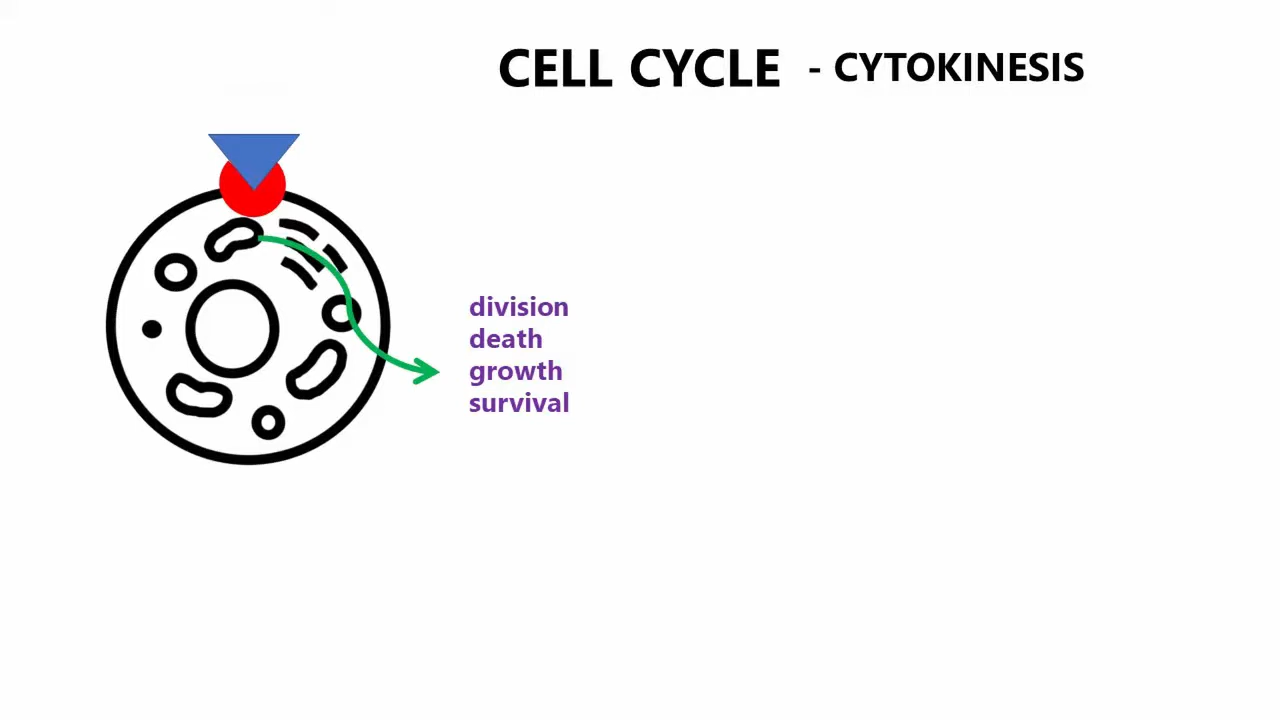 CELL CYCLE - CYTOKINESIS
division
death
growth
survival